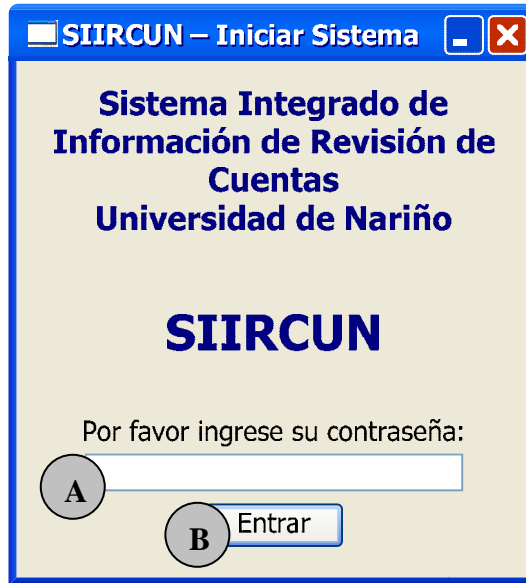 SIIRCUN – Iniciar Sistema
Sistema Integrado de
Información de Revisión de
Cuentas
Universidad de Nariño
SIIRCUN
Por favor ingrese su contraseña:
A
B Entrar